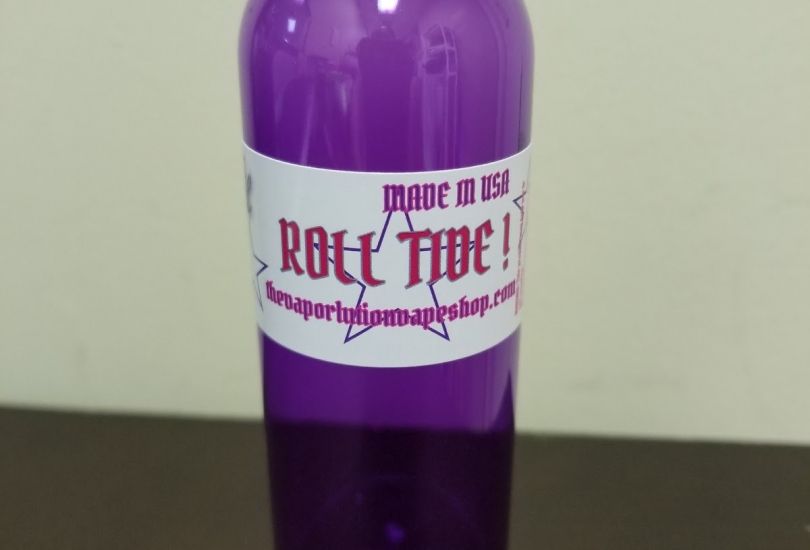 MADE IN USA
ROLL TIDE !
thevaporlutionvapeshop.com